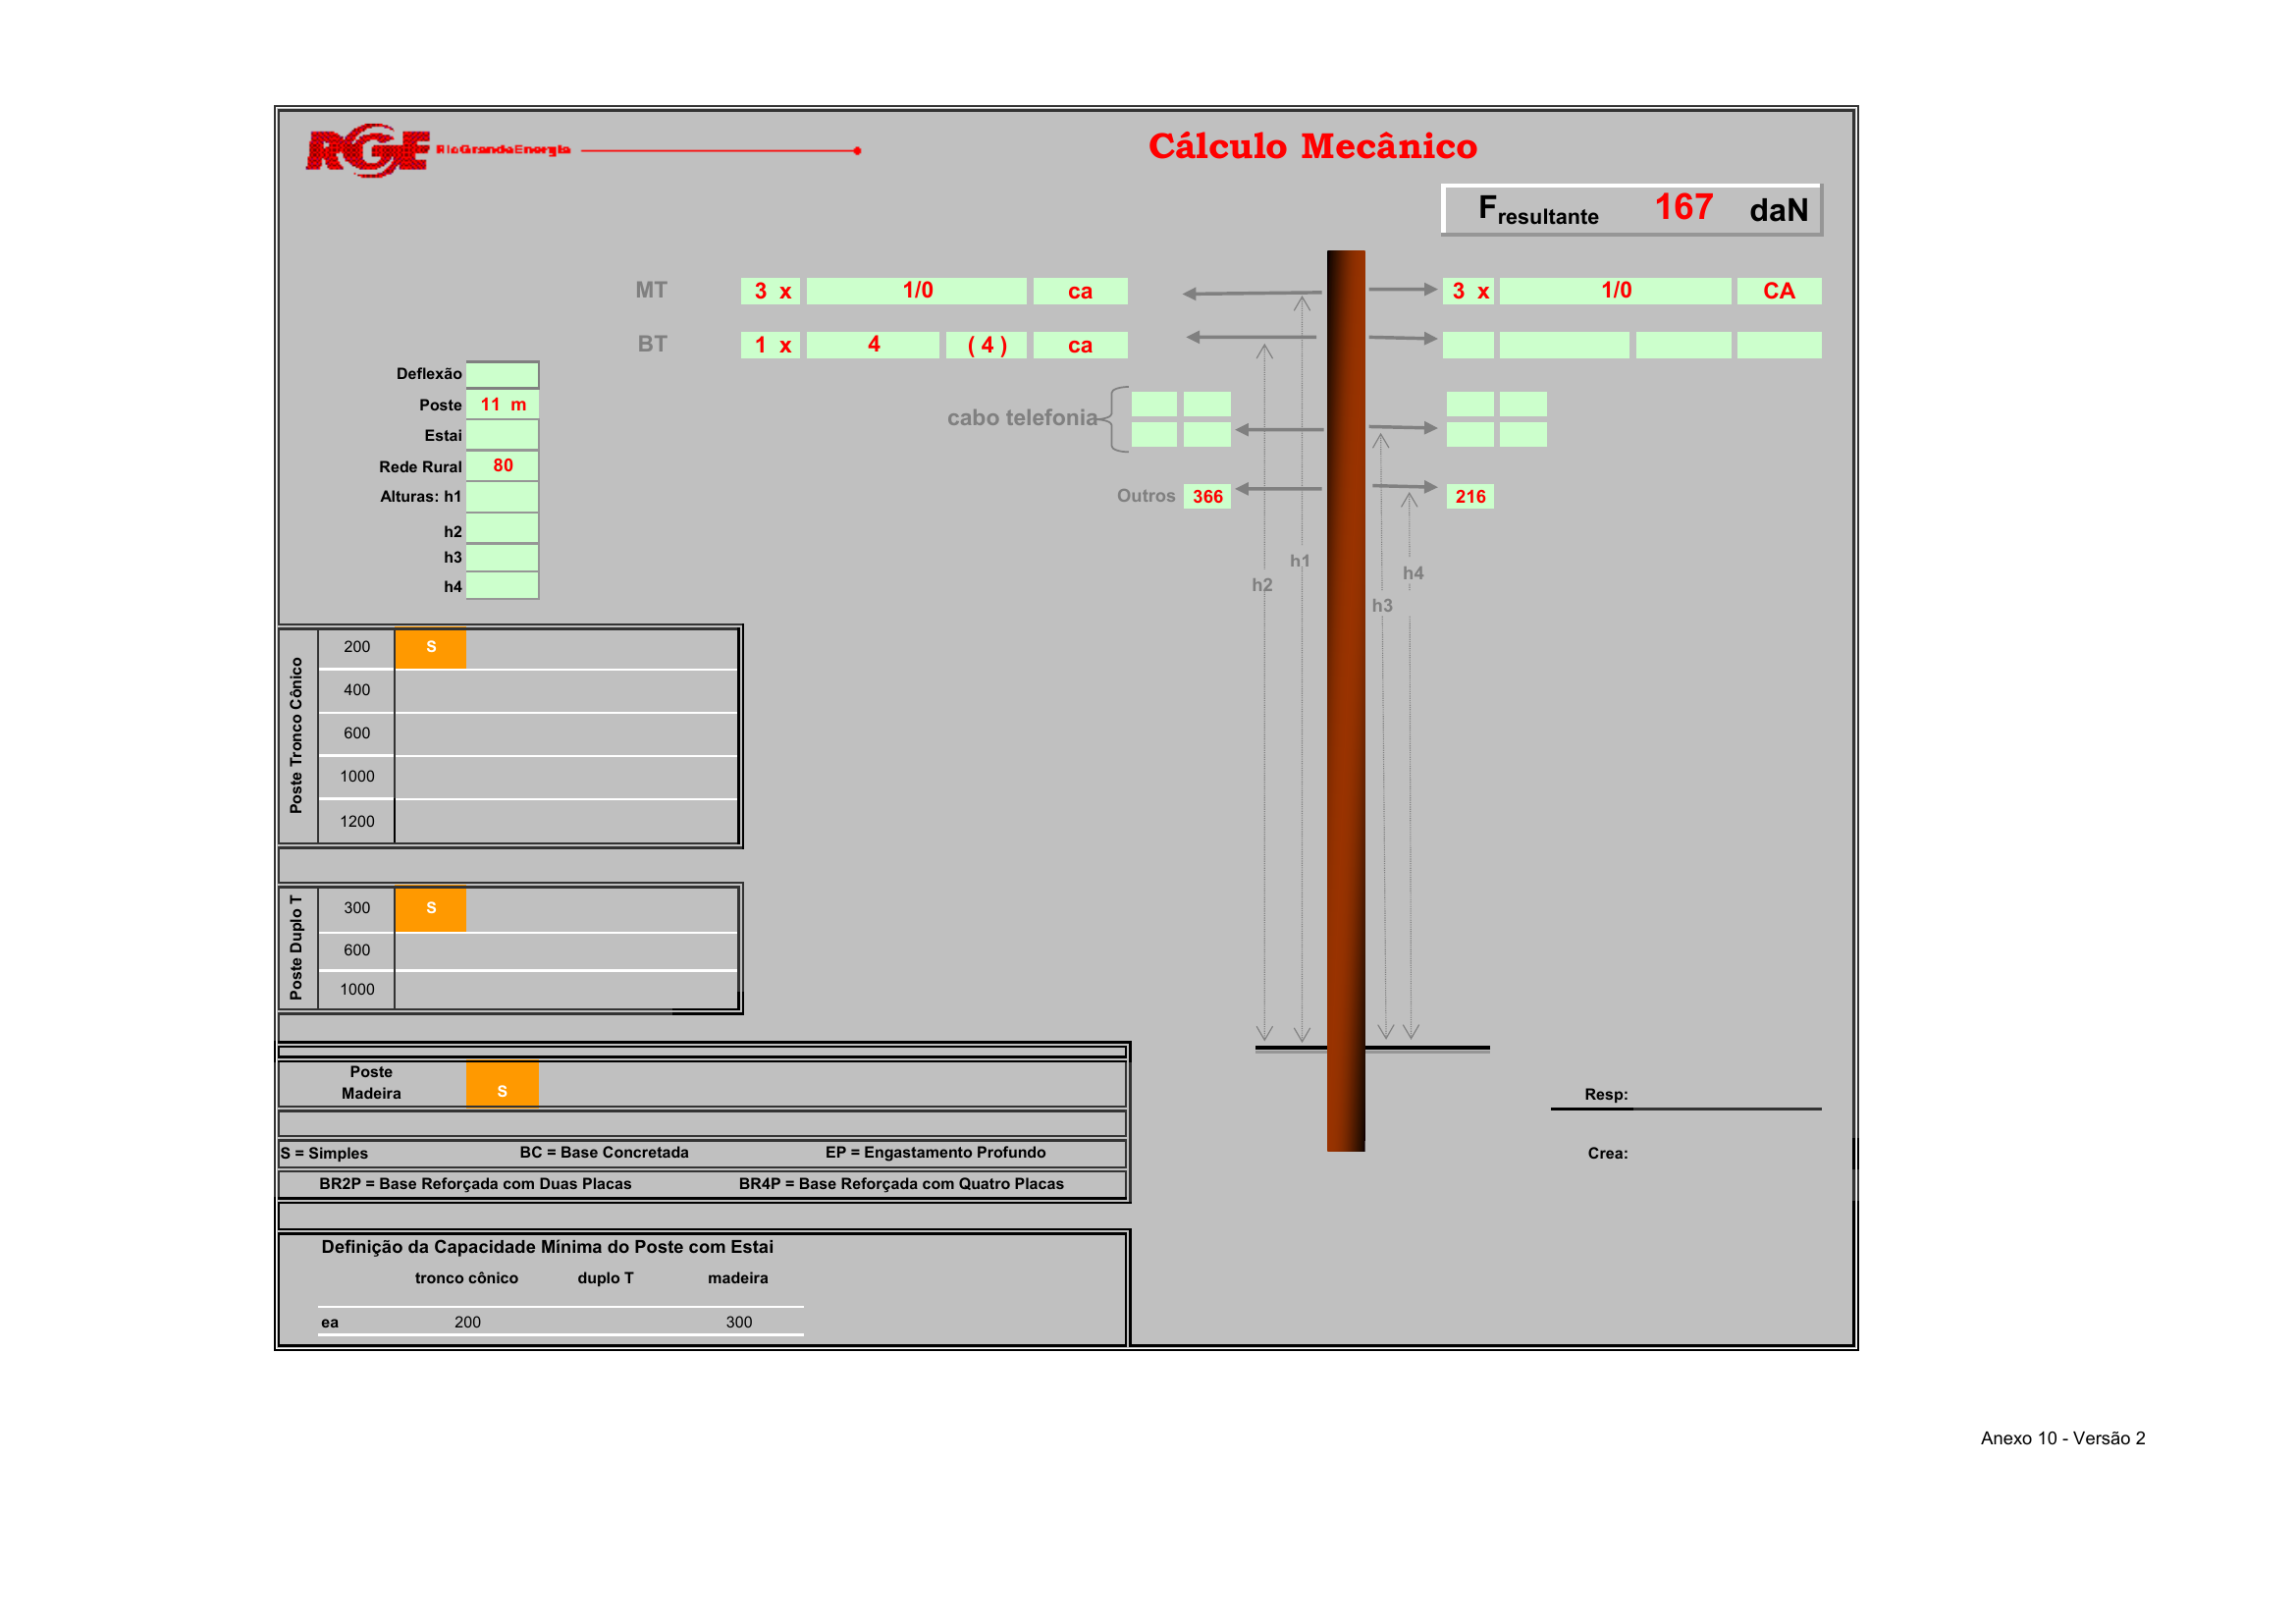 RGE RioGrandeEnergia
Cálculo Mecânico
Fresultante 167 daN
MT 3 x 1/0 ca 3 x 1/0 CA
BT 1 x 4 ( 4 ) ca
Deflexão
Poste 11 m
cabo telefonia
Estai
Rede Rural 80
Alturas: h1
Outros 366 216
h2
h3
h4
h1
h2
h4
h3
Poste Tronco Cônico
200 S
400
600
1000
1200
Poste Duplo T
300 S
600
1000
Poste
Madeira S
Resp:
S = Simples BC = Base Concretada EP = Engastamento Profundo
Crea:
BR2P = Base Reforçada com Duas Placas BR4P = Base Reforçada com Quatro Placas
Definição da Capacidade Mínima do Poste com Estai
tronco cônico duplo T madeira
ea 200 300
Anexo 10 - Versão 2